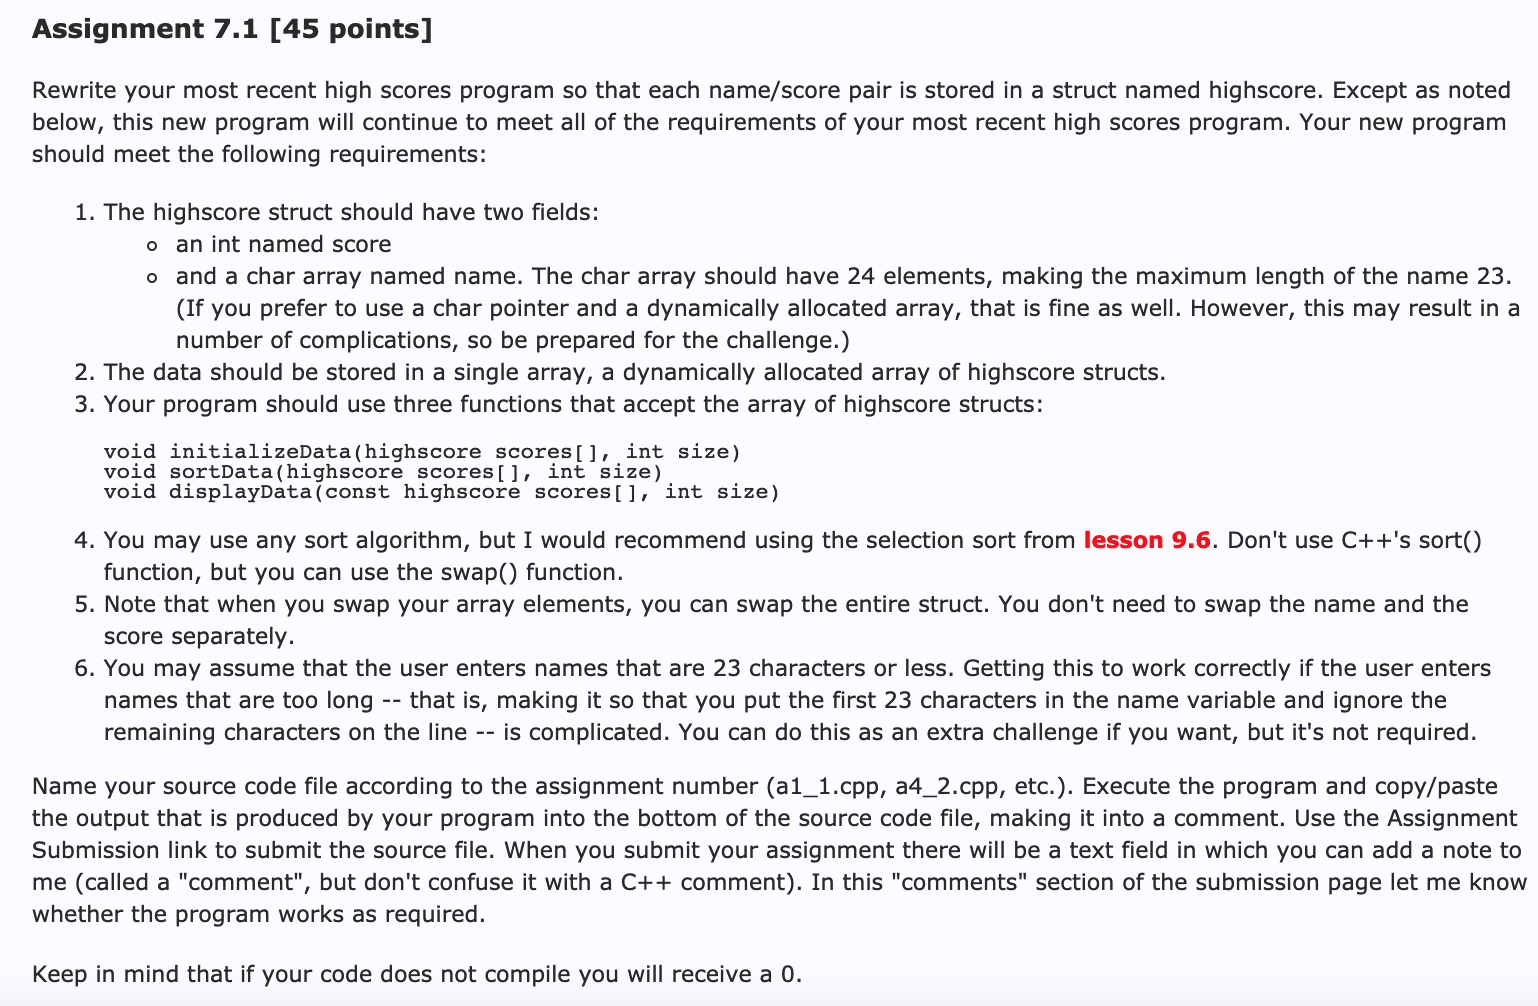 Assignment 7.1 [45 points]
Rewrite your most recent high scores program so that each name/score pair is stored in a struct named highscore. Except as noted
below, this new program will continue to meet all of the requirements of your most recent high scores program. Your new program
should meet the following requirements:
1. The highscore struct should have two fields:
o an int named score
o and a char array named name. The char array should have 24 elements, making the maximum length of the name 23.
(If you prefer to use a char pointer and a dynamically allocated array, that is fine as well. However, this may result in a
number of complications, so be prepared for the challenge.)
2. The data should be stored in a single array, a dynamically allocated array of highscore structs.
3. Your program should use three functions that accept the array of highscore structs:
void initializeData(highscore scores[], int size)
void sortData(highscore scores[], int size)
void displayData(const highscore scores[], int size)
4. You may use any sort algorithm, but I would recommend using the selection sort from lesson 9.6. Don't use C++'s sort()
function, but you can use the swap() function.
5. Note that when you swap your array elements, you can swap the entire struct. You don't need to swap the name and the
score separately.
6. You may assume that the user enters names that are 23 characters or less. Getting this to work correctly if the user enters
names that are too long -- that is, making it so that you put the first 23 characters in the name variable and ignore the
remaining characters on the line -- is complicated. You can do this as an extra challenge if you want, but it's not required.
Name your source code file according to the assignment number (a1_1.cpp, a4_2.cpp, etc.). Execute the program and copy/paste
the output that is produced by your program into the bottom of the source code file, making it into a comment. Use the Assignment
Submission link to submit the source file. When you submit your assignment there will be a text field in which you can add a note to
me (called a "comment", but don't confuse it with a C++ comment). In this "comments" section of the submission page let me know
whether the program works as required.
Keep in mind that if your code does not compile you will receive a 0.